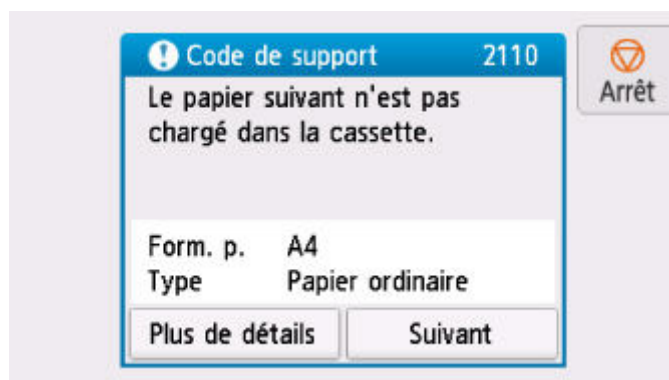 Code de support 2110
Arrêt
Le papier suivant n'est pas
chargé dans la cassette.
Form. p. A4
Type Papier ordinaire
Plus de détails Suivant